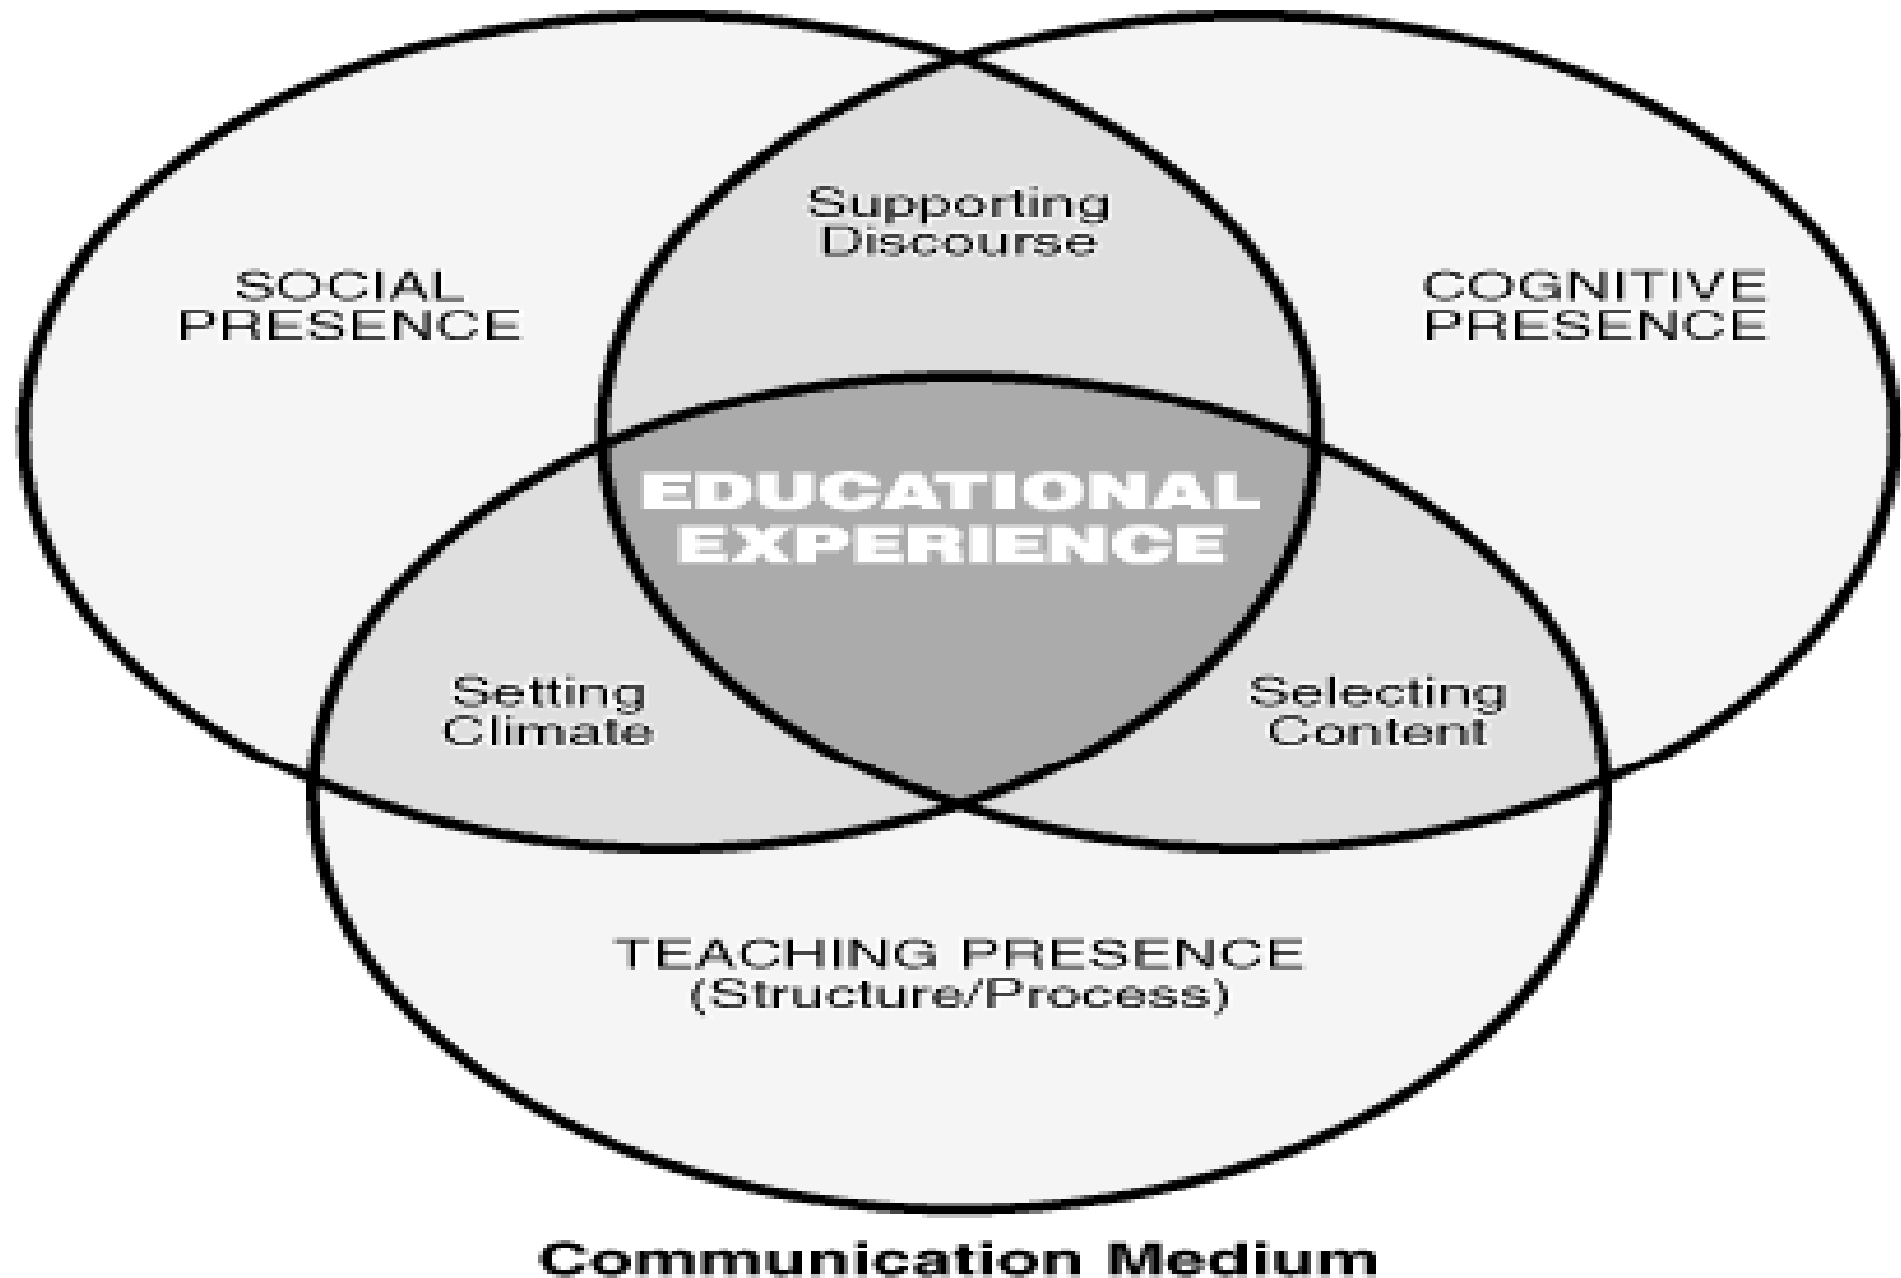 Supporting
Discourse
SOCIAL
PRESENCE
COGNITIVE
PRESENCE
EDUCATIONAL
EXPERIENCE
Setting
Climate
Selecting
Content
TEACHING PRESENCE
(Structure/Process)
Communication Medium